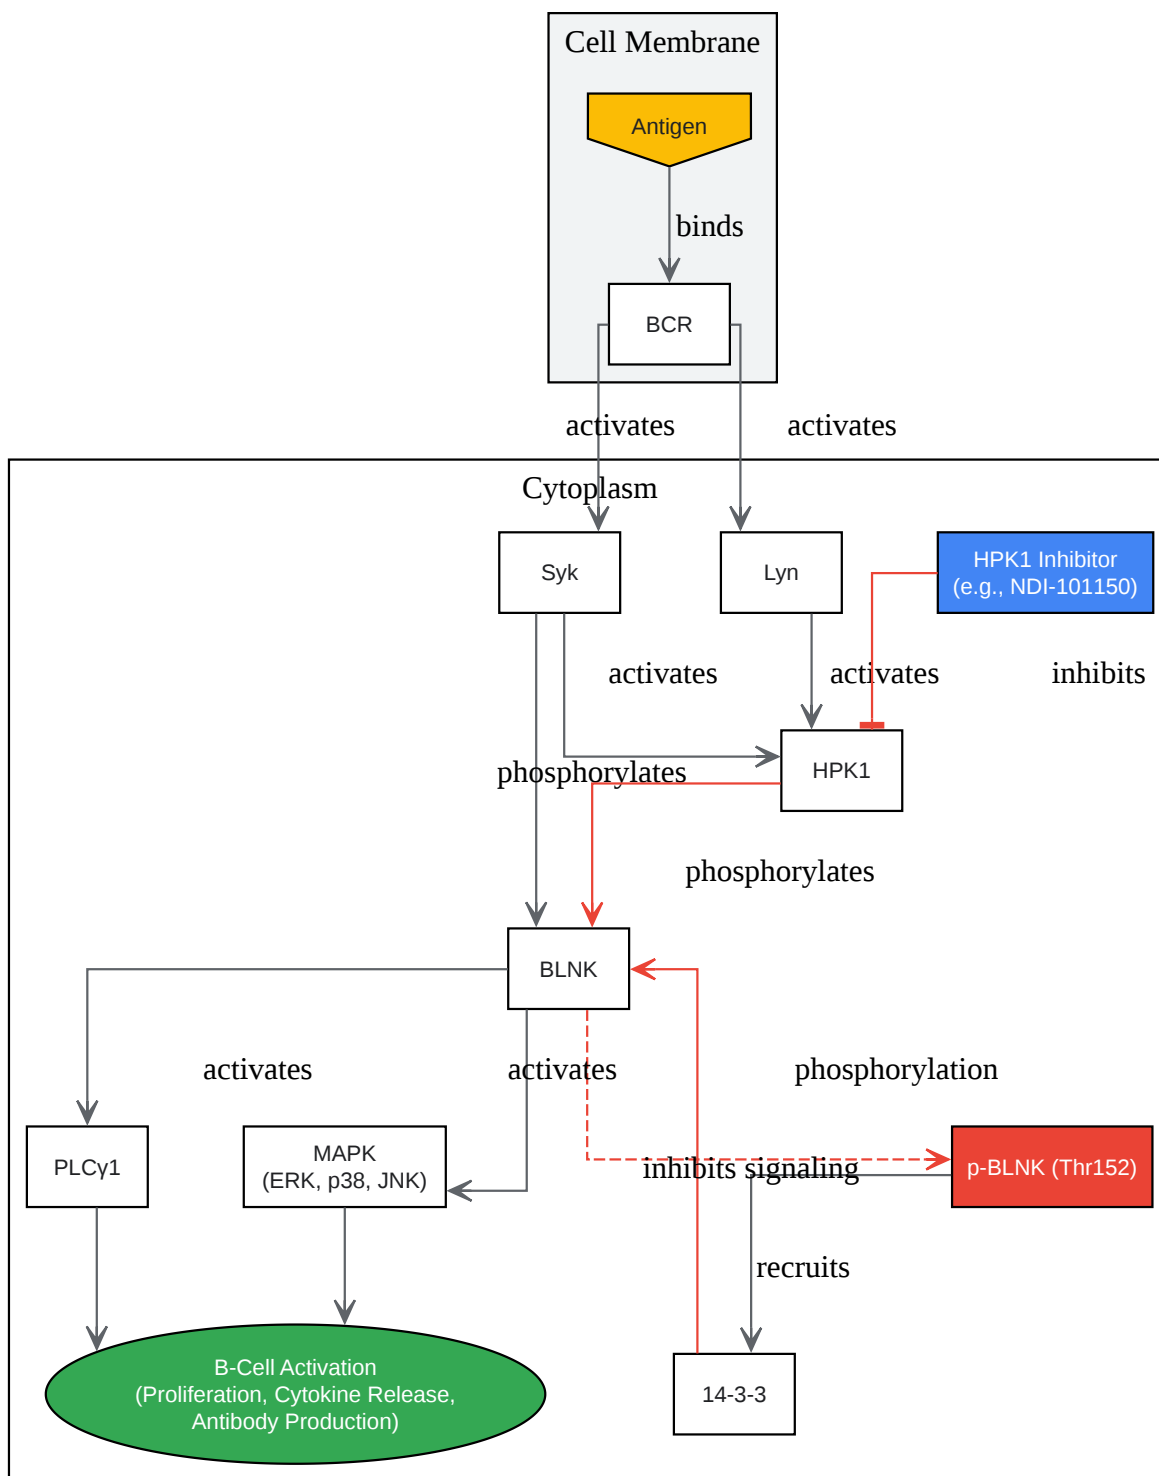 Cell Membrane
Antigen
binds
BCR
activates
activates
Cytoplasm
Syk
Lyn
HPK1 Inhibitor
(e.g., NDI-101150)
activates
activates
inhibits
phosphorylates
HPK1
phosphorylates
BLNK
activates
activates
phosphorylation
PLCγ1
MAPK
(ERK, p38, JNK)
inhibits signaling
p-BLNK (Thr152)
recruits
B-Cell Activation
(Proliferation, Cytokine Release,
Antibody Production)
14-3-3